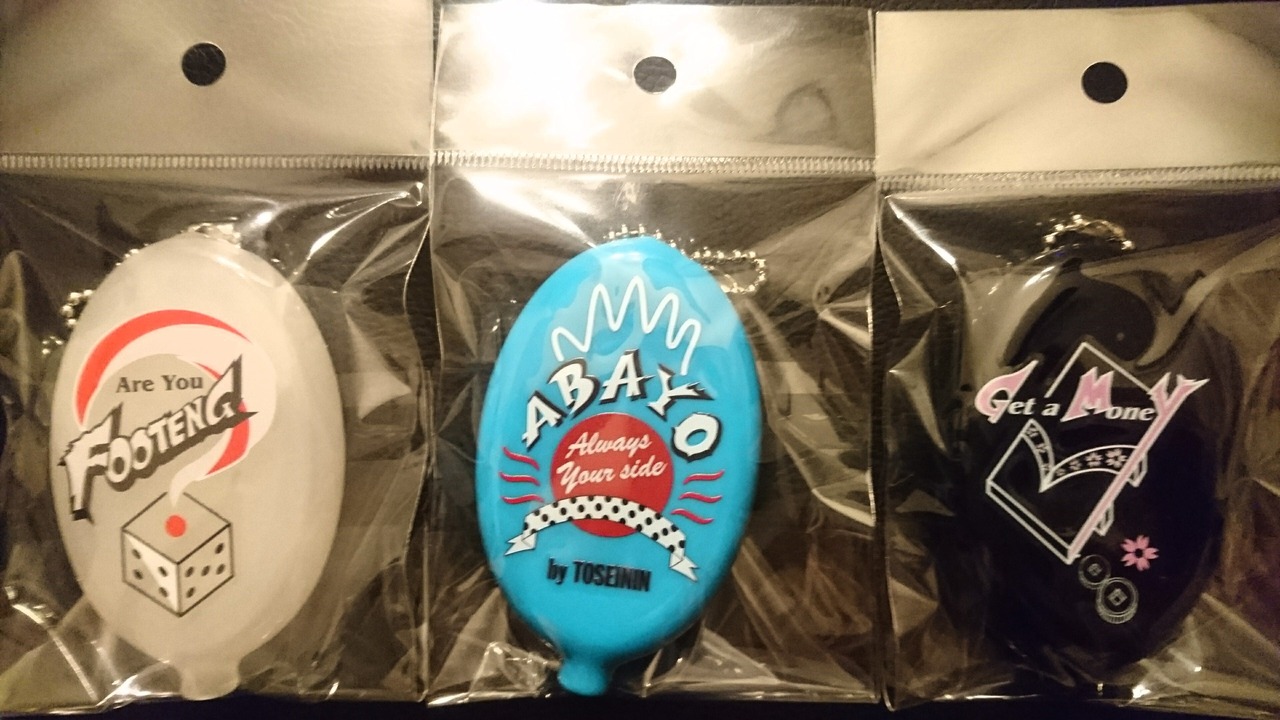 Are You
FOOTENG
ABAYO
Always
Your side
by TOSEININ
Get a MoneY